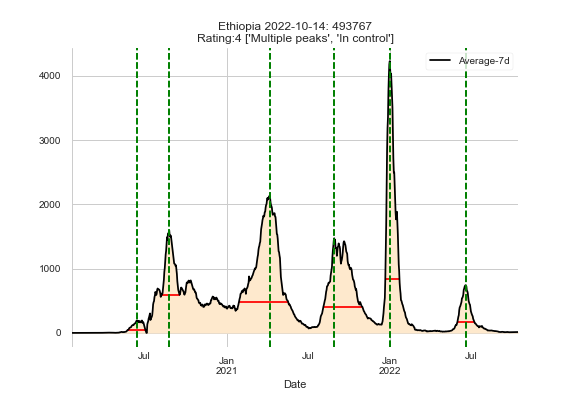 Ethiopia 2022-10-14: 493767
Rating:4 ['Multiple peaks', 'In control']
Average-7d
4000
3000
2000
1000
0
Jul
Jan
2021
Jul
Jan
2022
Jul
Date